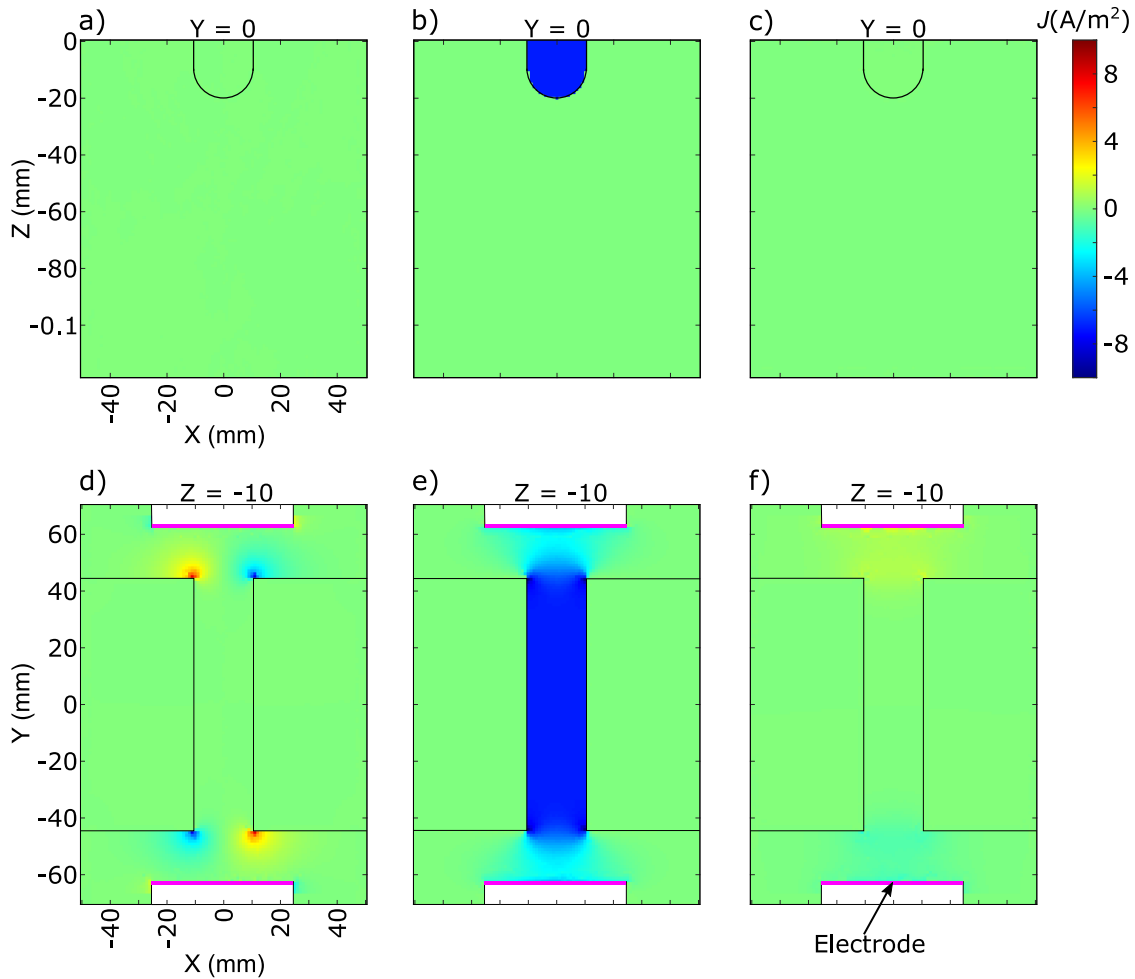 a) Y = 0 b) Y = 0 c) Y = 0 J(A/m²)
0
-20
-40
-60
-80
-0.1
Z (mm)
-40 -20 0 20 40
X (mm)
8
4
0
-4
-8
d) Z = -10 e) Z = -10 f) Z = -10
60
40
20
0
-20
-40
-60
Y (mm)
-40 -20 0 20 40
X (mm)
Electrode